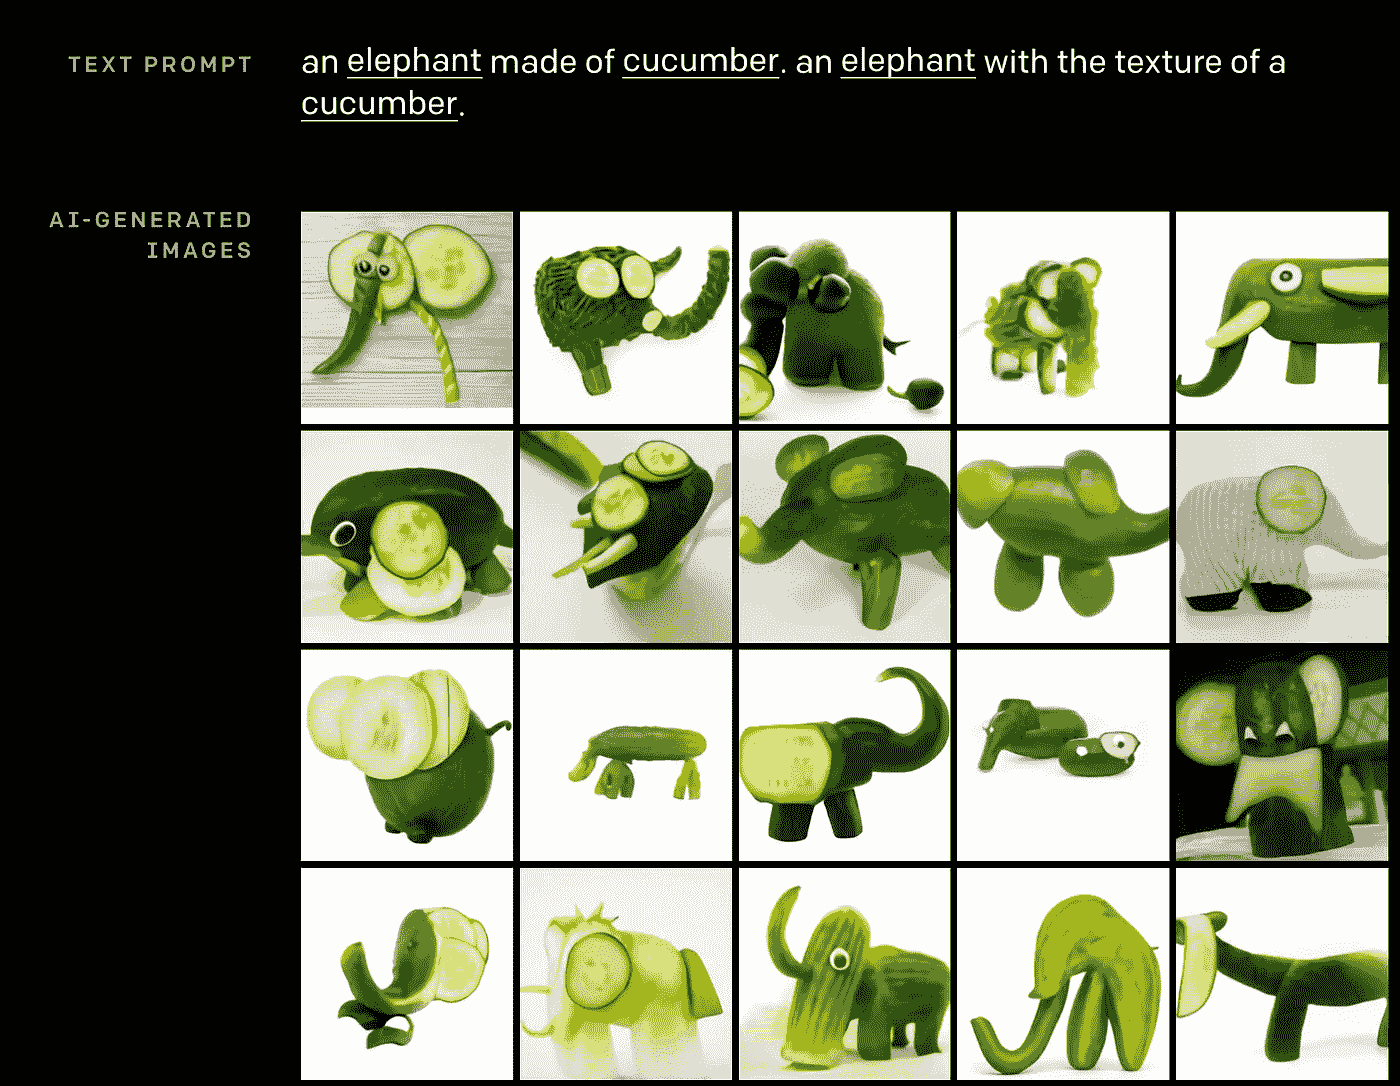 TEXT PROMPT
an elephant made of cucumber. an elephant with the texture of a
cucumber.
AI-GENERATED
IMAGES